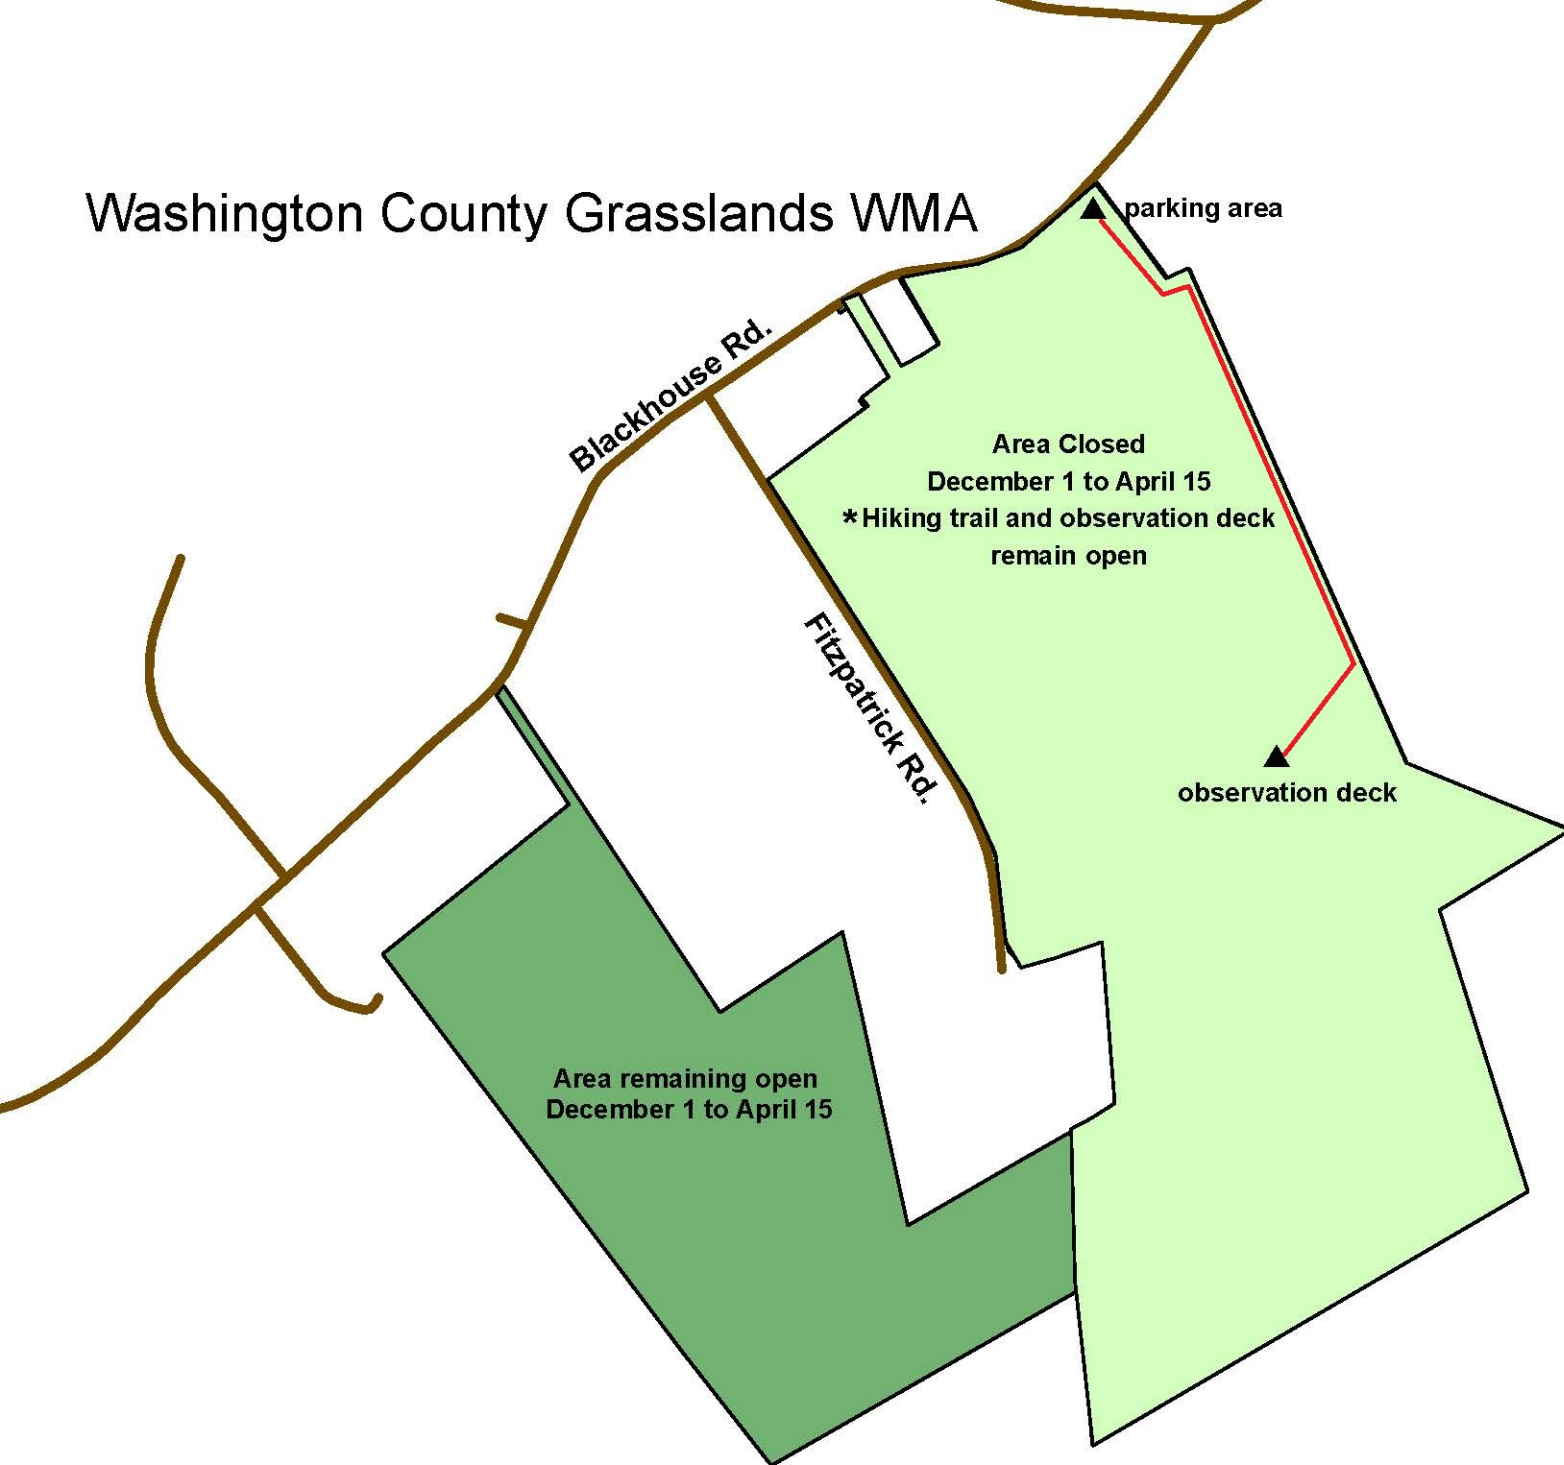 Washington County Grasslands WMA
parking area
Blackhouse Rd.
Area Closed
December 1 to April 15
*Hiking trail and observation deck
remain open
Fitzpatrick Rd.
observation deck
Area remaining open
December 1 to April 15